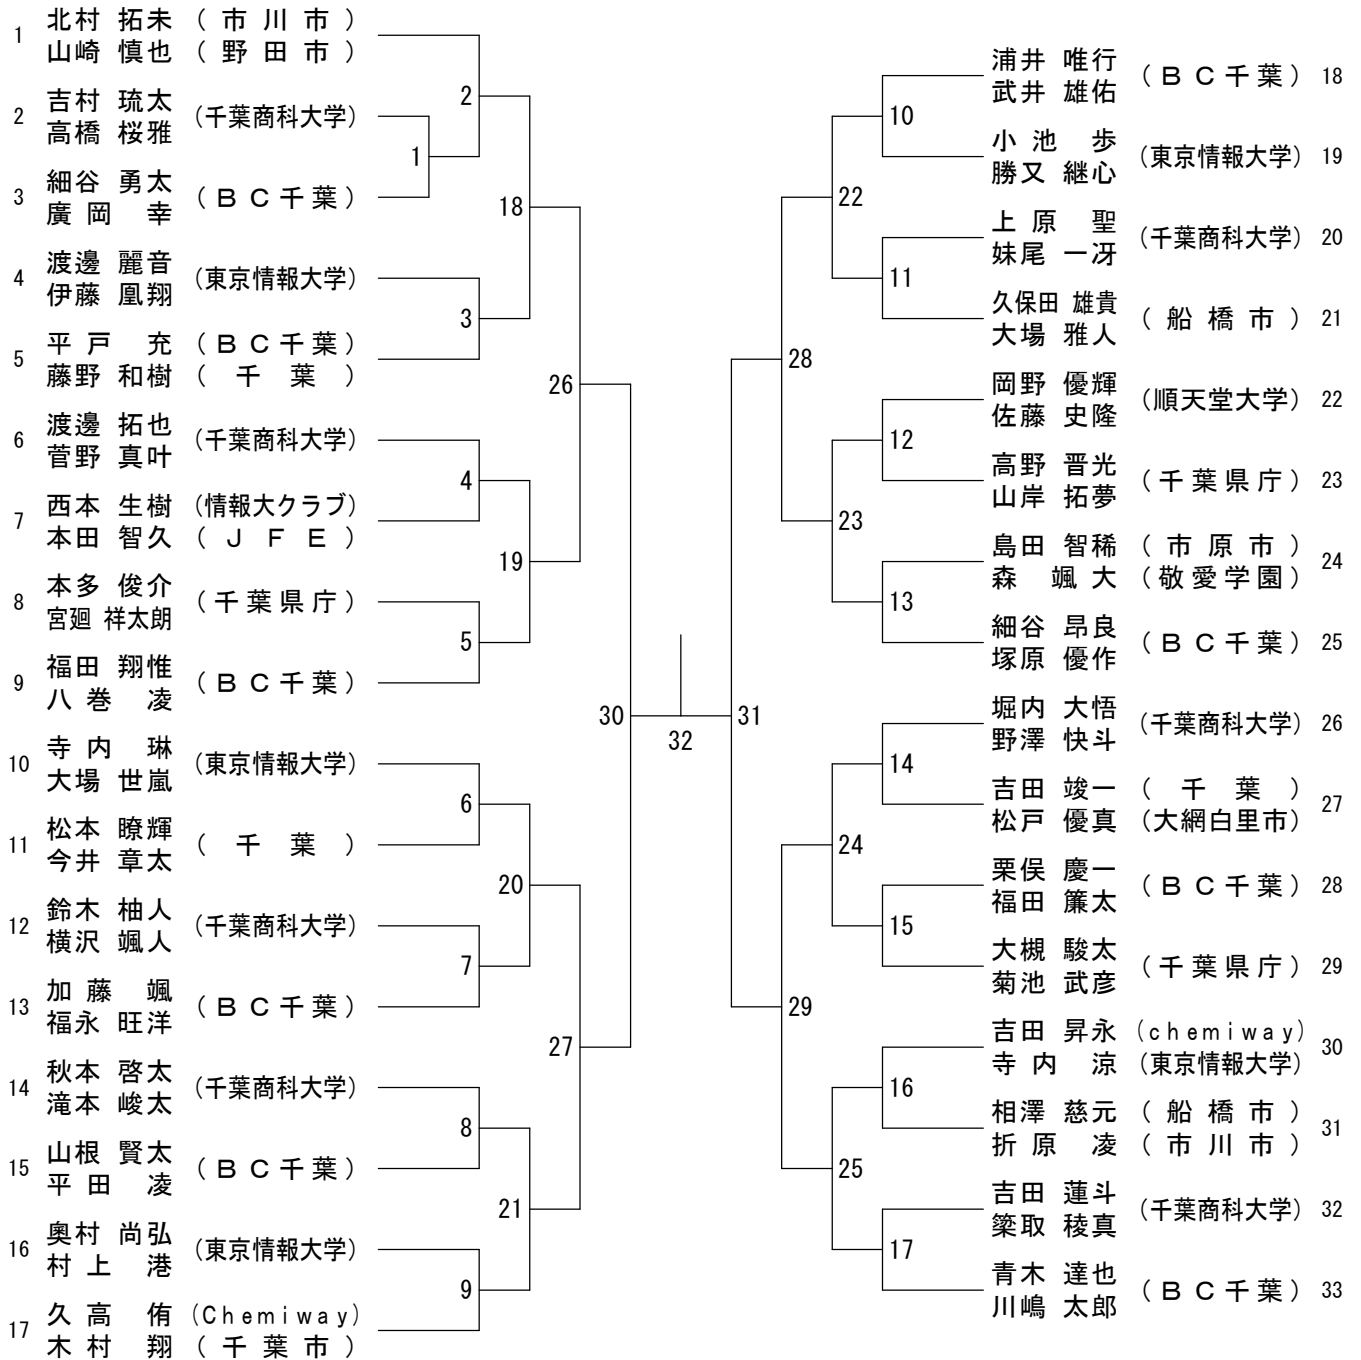 1 北村 拓未 (市川市)
山崎 慎也 (野田市)
2 吉村 琉太 (千葉商科大学)
高橋 桜雅
3 細谷 勇太 (BC千葉)
廣岡 幸
4 渡邊 麗音 (東京情報大学)
伊藤 凰翔
5 平戸 充 (BC千葉)
藤野 和樹 (千葉)
6 渡邊 拓也 (千葉商科大学)
菅野 真叶
7 西本 生樹 (情報大クラブ)
本田 智久 (JFE)
8 本多 俊介 (千葉県庁)
宮廻 祥太朗
9 福田 翔惟 (BC千葉)
八巻 凌
10 寺内 琳 (東京情報大学)
大場 世嵐
11 松本 瞭輝 (千葉)
今井 章太
12 鈴木 柚人 (千葉商科大学)
横沢 颯人
13 加藤 颯 (BC千葉)
福永 旺洋
14 秋本 啓太 (千葉商科大学)
滝本 峻太
15 山根 賢太 (BC千葉)
平田 凌
16 奥村 尚弘 (東京情報大学)
村上 港
17 久高 侑 (Chemiway)
木村 翔 (千葉市)
1
2
3
4
5
6
7
8
9
18
19
20
21
26
27
30
32
31
28
29
22
23
24
25
10
11
12
13
14
15
16
17
浦井 唯行 (BC千葉) 18
武井 雄佑
小池 歩 (東京情報大学) 19
勝又 継心
上原 聖 (千葉商科大学) 20
妹尾 一冴
久保田 雄貴 (船橋市) 21
大場 雅人
岡野 優輝 (順天堂大学) 22
佐藤 史隆
高野 晋光 (千葉県庁) 23
山岸 拓夢
島田 智稀 (市原市) 24
森 颯大 (敬愛学園)
細谷 昂良 (BC千葉) 25
塚原 優作
堀内 大悟 (千葉商科大学) 26
野澤 快斗
吉田 竣一 (千葉) 27
松戸 優真 (大網白里市)
栗俣 慶一 (BC千葉) 28
福田 簾太
大槻 駿太 (千葉県庁) 29
菊池 武彦
吉田 昇永 (chemiway) 30
寺内 涼 (東京情報大学)
相澤 慈元 (船橋市) 31
折原 凌 (市川市)
吉田 蓮斗 (千葉商科大学) 32
簗取 稜真
青木 達也 (BC千葉) 33
川嶋 太郎